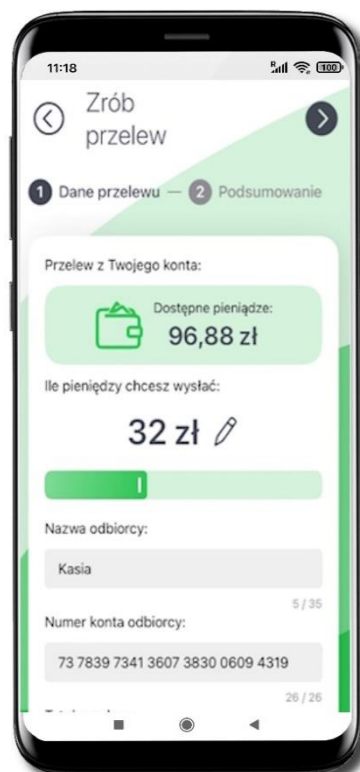 11:18
R
100
Zrób
przelew
1 Dane przelewu — 2 Podsumowanie
Przelew z Twojego konta:
Dostępne pieniądze:
96,88 zł
Ile pieniędzy chcesz wysłać:
32 zł
Nazwa odbiorcy:
Kasia
5 / 35
Numer konta odbiorcy:
73 7839 7341 3607 3830 0609 4319
26 / 26